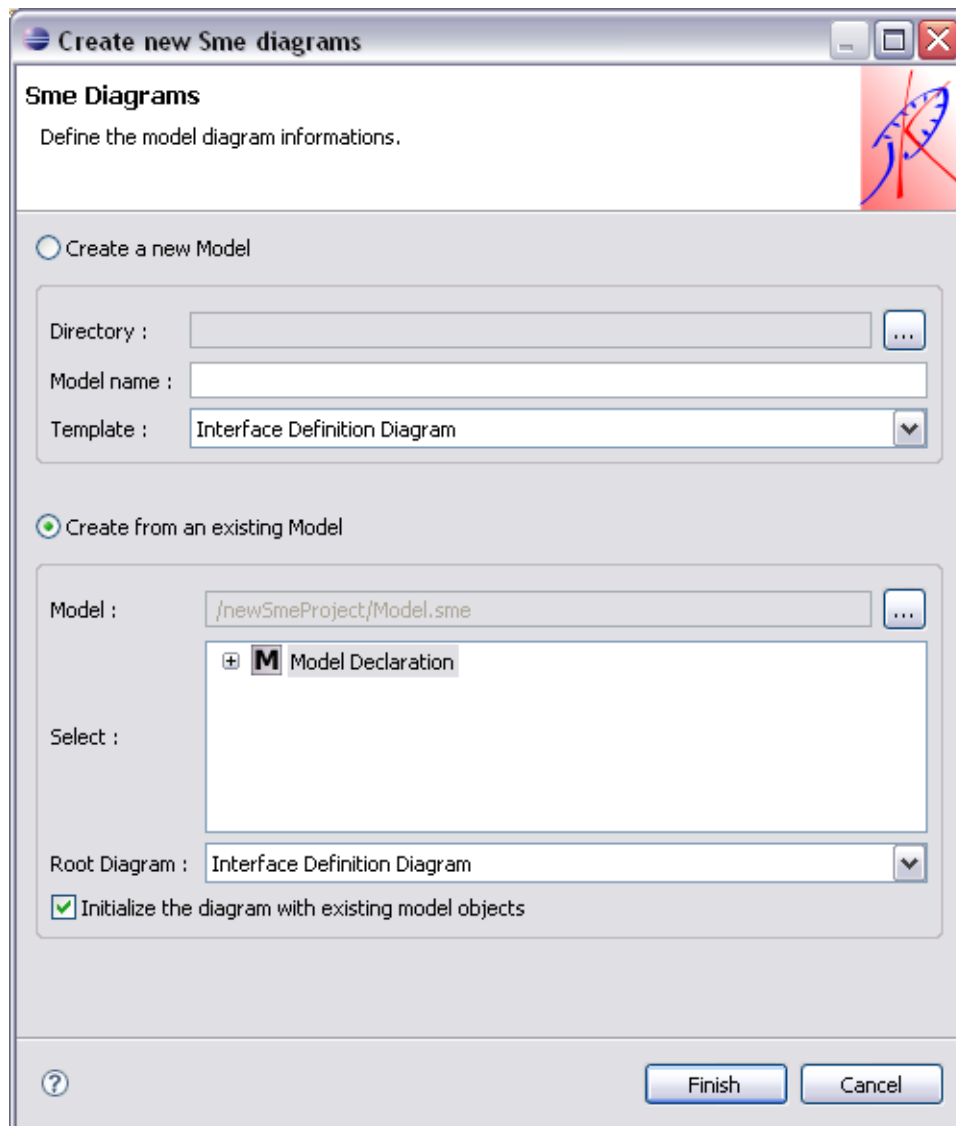 Create new Sme diagrams
Sme Diagrams
Define the model diagram informations.
Create a new Model
Directory :
...
Model name :
Template : Interface Definition Diagram
Create from an existing Model
Model : /newSmeProject/Model.sme ...
M Model Declaration
Select :
Root Diagram : Interface Definition Diagram
Initialize the diagram with existing model objects
? Finish Cancel